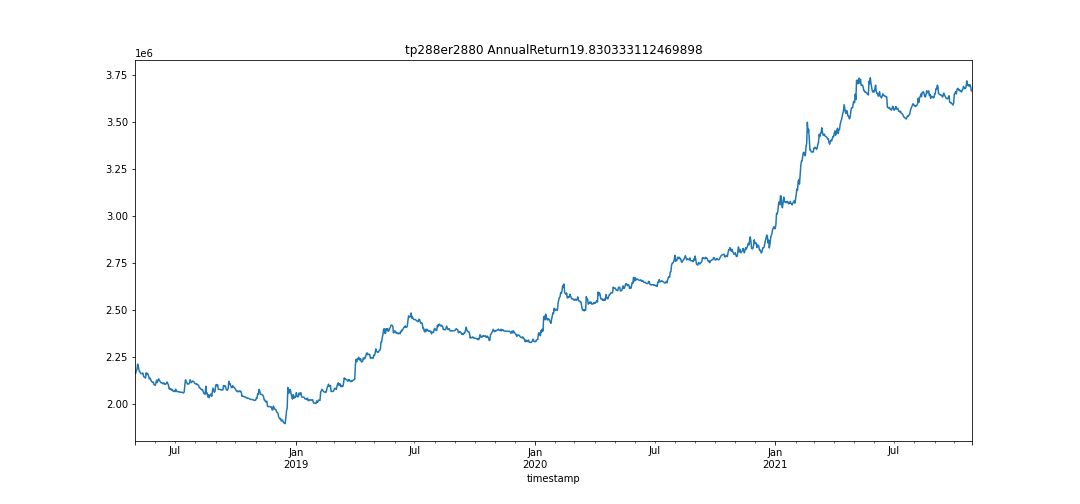 tp288er2880 AnnualReturn19.830333112469898
1e6
3.75
3.50
3.25
3.00
2.75
2.50
2.25
2.00
Jul Jan Jul Jan Jul Jan Jul
2019 2020 2021
timestamp